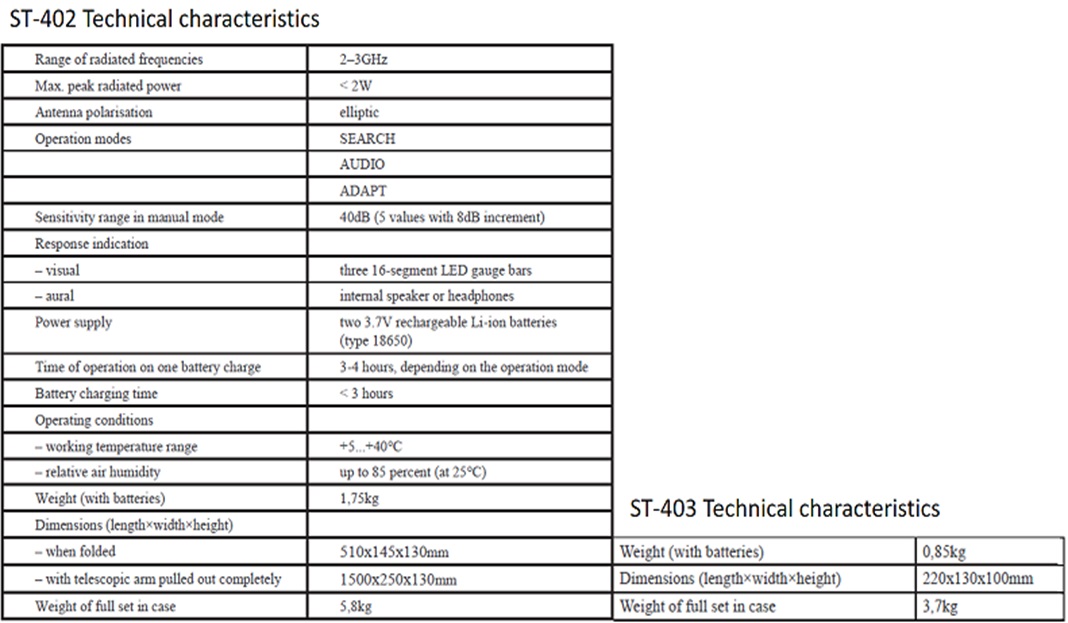 ST-402 Technical characteristics
Range of radiated frequencies 2–3GHz
Max. peak radiated power < 2W
Antenna polarisation elliptic
Operation modes SEARCH
AUDIO
ADAPT
Sensitivity range in manual mode 40dB (5 values with 8dB increment)
Response indication
– visual three 16-segment LED gauge bars
– aural internal speaker or headphones
Power supply two 3.7V rechargeable Li-ion batteries
(type 18650)
Time of operation on one battery charge 3-4 hours, depending on the operation mode
Battery charging time < 3 hours
Operating conditions
– working temperature range +5...+40°C
– relative air humidity up to 85 percent (at 25°C)
Weight (with batteries) 1,75kg
Dimensions (length×width×height)
– when folded 510x145x130mm
– with telescopic arm pulled out completely 1500x250x130mm
Weight of full set in case 5,8kg
ST-403 Technical characteristics
Weight (with batteries) 0,85kg
Dimensions (length×width×height) 220x130x100mm
Weight of full set in case 3,7kg